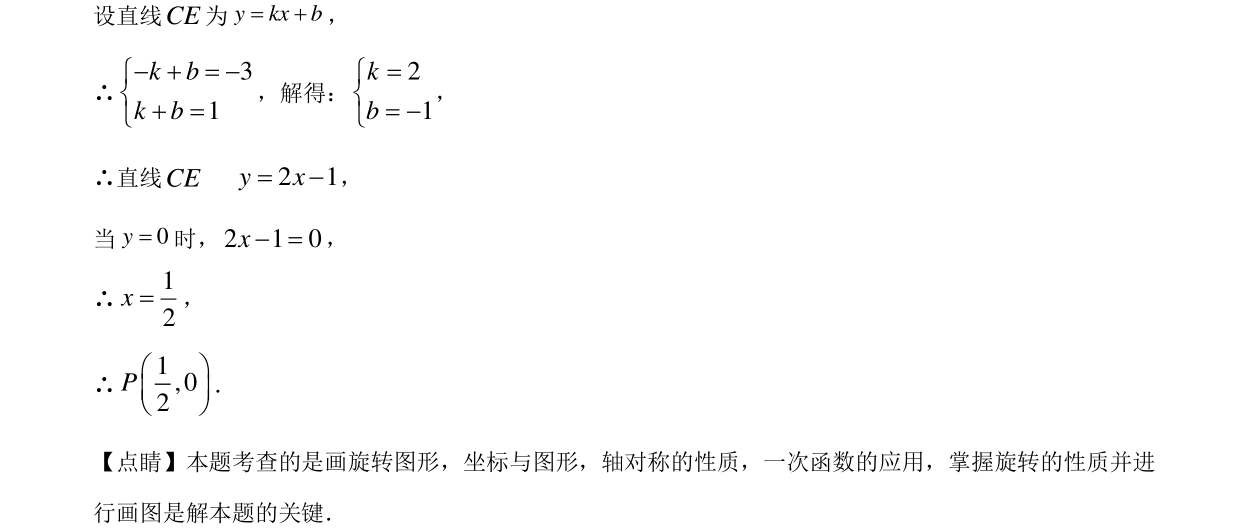 设直线CE为 y=kx+b，
∴{−k+b=−3
k+b=1 ，解得：{k=2
b=−1，
∴直线CE y=2x−1，
当 y=0时，2x−1=0，
∴ x=1/2，
∴ P(1/2,0).
【点睛】本题考查的是画旋转图形，坐标与图形，轴对称的性质，一次函数的应用，掌握旋转的性质并进
行画图是解本题的关键．